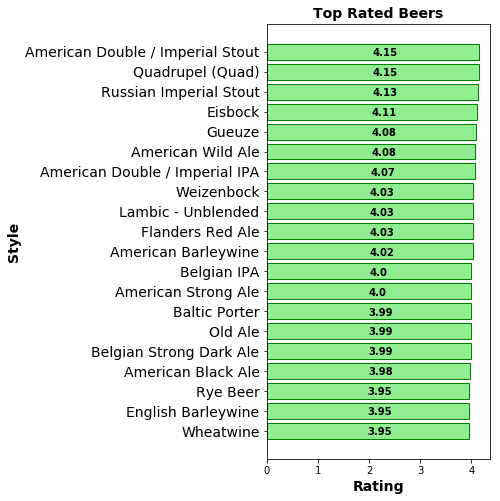 Top Rated Beers
American Double / Imperial Stout 4.15
Quadrupel (Quad) 4.15
Russian Imperial Stout 4.13
Eisbock 4.11
Gueuze 4.08
American Wild Ale 4.08
American Double / Imperial IPA 4.07
Weizenbock 4.03
Lambic - Unblended 4.03
Flanders Red Ale 4.03
American Barleywine 4.02
Belgian IPA 4.0
American Strong Ale 4.0
Baltic Porter 3.99
Old Ale 3.99
Belgian Strong Dark Ale 3.99
American Black Ale 3.98
Rye Beer 3.95
English Barleywine 3.95
Wheatwine 3.95
0 1 2 3 4
Rating
Style